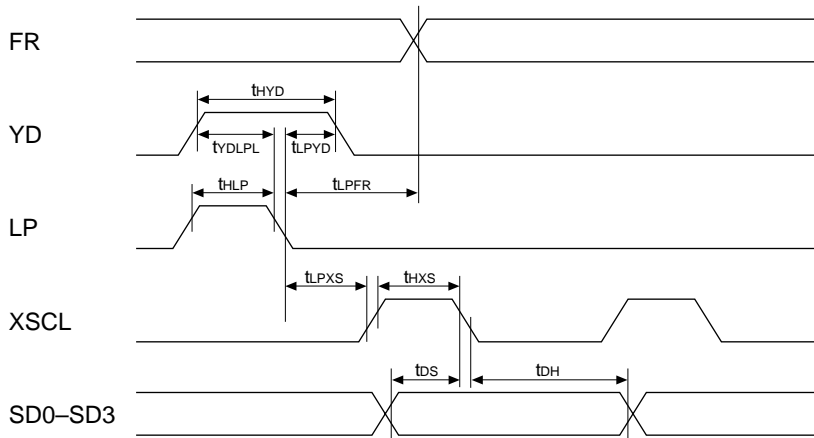 FR
tHYD
YD
tYDLPL tLPYD
tHLP tLPFR
LP
tLPXS tHXS
XSCL
tDS tDH
SD0–SD3